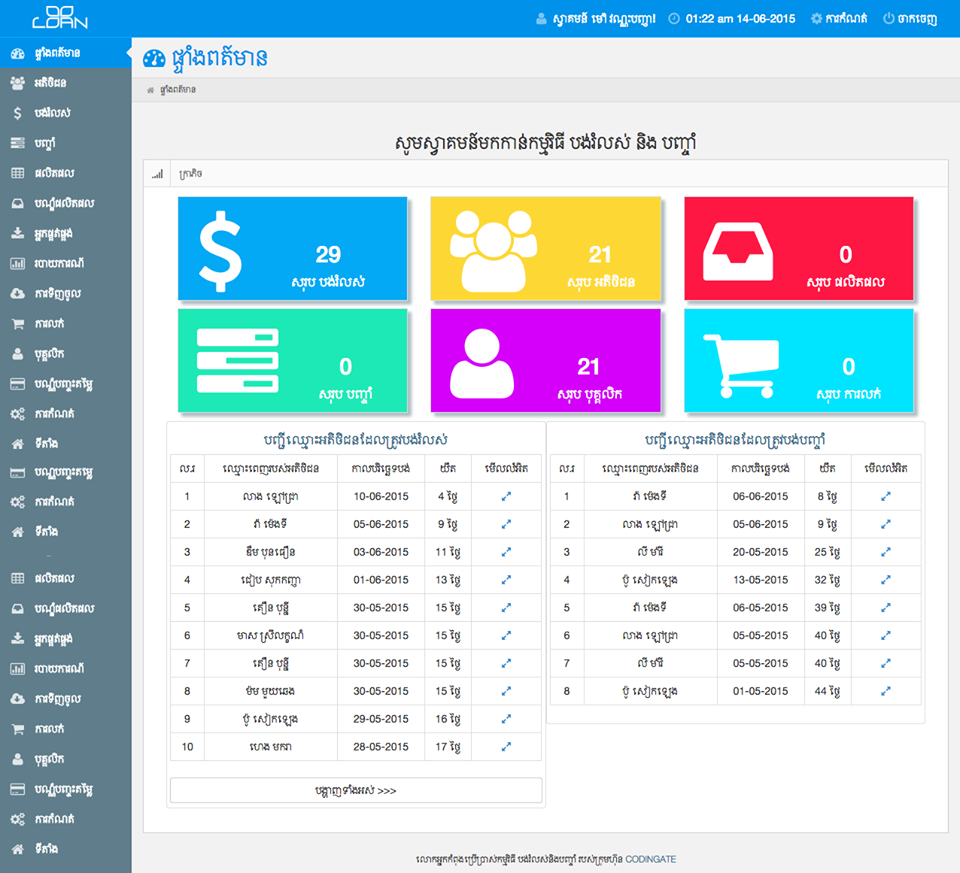 LOAN
ស្វាគមន៍ មៅ វណ្ណះបញ្ញា! 01:22 am 14-06-2015 ការកំណត់ ចាកចេញ
ផ្ទាំងពត៌មាន
អតិថិជន
បង់រំលស់
បញ្ចាំ
ផលិតផល
បណ្តុំផលិតផល
អ្នកផ្គត់ផ្គង់
របាយការណ៍
ការទិញចូល
ការលក់
បុគ្គលិក
បណ្ណ័បញ្ចុះតម្លៃ
ការកំណត់
ទីតាំង
បណ្ណ័បញ្ចុះតម្លៃ
ការកំណត់
ទីតាំង
ផលិតផល
បណ្តុំផលិតផល
អ្នកផ្គត់ផ្គង់
របាយការណ៍
ការទិញចូល
ការលក់
បុគ្គលិក
បណ្ណ័បញ្ចុះតម្លៃ
ការកំណត់
ទីតាំង
ផ្ទាំងពត៌មាន
ផ្ទាំងពត៌មាន
សូមស្វាគមន៍មកកាន់កម្មវិធី បង់រំលស់ និង បញ្ចាំ
ក្រាភិច
29
សរុប បង់រំលស់
21
សរុប អតិថិជន
0
សរុប ផលិតផល
0
សរុប បញ្ចាំ
21
សរុប បុគ្គលិក
0
សរុប ការលក់
បញ្ជីឈ្មោះអតិថិជនដែលត្រូវបង់រំលស់
ល.រ ឈ្មោះពេញរបស់អតិថិជន កាលបរិច្ឆេទបង់ យឺត មើលលំអិត
1 លាង ឡៅជ្រា 10-06-2015 4 ថ្ងៃ
2 វ៉ា ម៉េងទី 05-06-2015 9 ថ្ងៃ
3 ឌឹម ប៊ុនធឿន 03-06-2015 11 ថ្ងៃ
4 ជៀប សុកកញ្ញា 01-06-2015 13 ថ្ងៃ
5 គឿន ប៊ុន្នី 30-05-2015 15 ថ្ងៃ
6 មាស ស្រីលក្ខណ៍ 30-05-2015 15 ថ្ងៃ
7 គឿន ប៊ុន្នី 30-05-2015 15 ថ្ងៃ
8 ម៉ម មួយឆេង 30-05-2015 15 ថ្ងៃ
9 ប៉ូ សៀកឡេង 29-05-2015 16 ថ្ងៃ
10 ហេង មករា 28-05-2015 17 ថ្ងៃ
បង្ហាញទាំងអស់ >>>
បញ្ជីឈ្មោះអតិថិជនដែលត្រូវបង់បញ្ចាំ
ល.រ ឈ្មោះពេញរបស់អតិថិជន កាលបរិច្ឆេទបង់ យឺត មើលលំអិត
1 វ៉ា ម៉េងទី 06-06-2015 8 ថ្ងៃ
2 លាង ឡៅជ្រា 05-06-2015 9 ថ្ងៃ
3 លី ម៉ារី 20-05-2015 25 ថ្ងៃ
4 ប៉ូ សៀកឡេង 13-05-2015 32 ថ្ងៃ
5 វ៉ា ម៉េងទី 06-05-2015 39 ថ្ងៃ
6 លាង ឡៅជ្រា 05-05-2015 40 ថ្ងៃ
7 លី ម៉ារី 05-05-2015 40 ថ្ងៃ
8 ប៉ូ សៀកឡេង 01-05-2015 44 ថ្ងៃ
លោកអ្នកកំពុងប្រើប្រាស់កម្មវិធី បង់រំលស់និងបញ្ចាំ របស់ក្រុមហ៊ុន CODINGATE